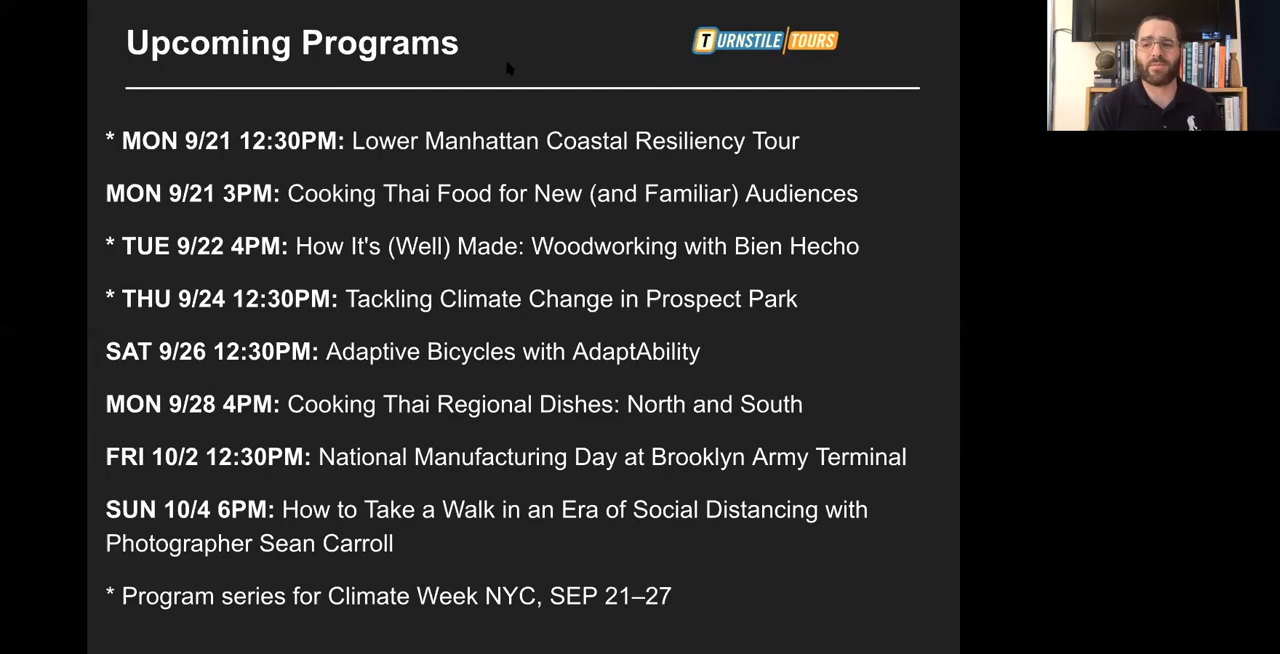 Upcoming Programs
TURNSTILE TOURS
* MON 9/21 12:30PM: Lower Manhattan Coastal Resiliency Tour
MON 9/21 3PM: Cooking Thai Food for New (and Familiar) Audiences
* TUE 9/22 4PM: How It's (Well) Made: Woodworking with Bien Hecho
* THU 9/24 12:30PM: Tackling Climate Change in Prospect Park
SAT 9/26 12:30PM: Adaptive Bicycles with AdaptAbility
MON 9/28 4PM: Cooking Thai Regional Dishes: North and South
FRI 10/2 12:30PM: National Manufacturing Day at Brooklyn Army Terminal
SUN 10/4 6PM: How to Take a Walk in an Era of Social Distancing with
Photographer Sean Carroll
* Program series for Climate Week NYC, SEP 21–27